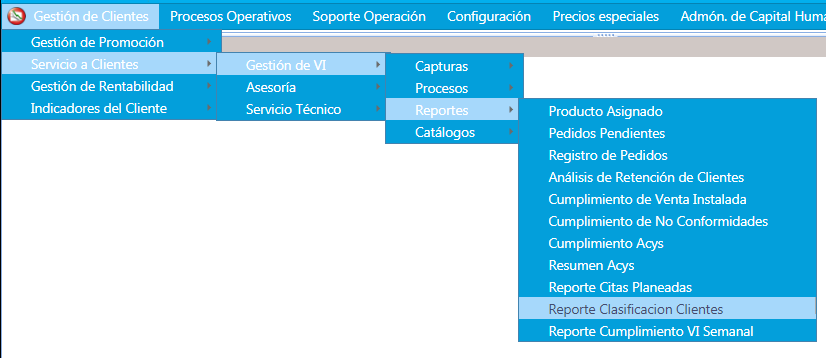 Gestión de Clientes Procesos Operativos Soporte Operación Configuración Precios especiales Admón. de Capital Huma
Gestión de Promoción
Servicio a Clientes
Gestión de Rentabilidad
Indicadores del Cliente
Gestión de VI
Asesoría
Servicio Técnico
Capturas
Procesos
Reportes
Catálogos
Producto Asignado
Pedidos Pendientes
Registro de Pedidos
Análisis de Retención de Clientes
Cumplimiento de Venta Instalada
Cumplimiento de No Conformidades
Cumplimiento Acys
Resumen Acys
Reporte Citas Planeadas
Reporte Clasificacion Clientes
Reporte Cumplimiento VI Semanal